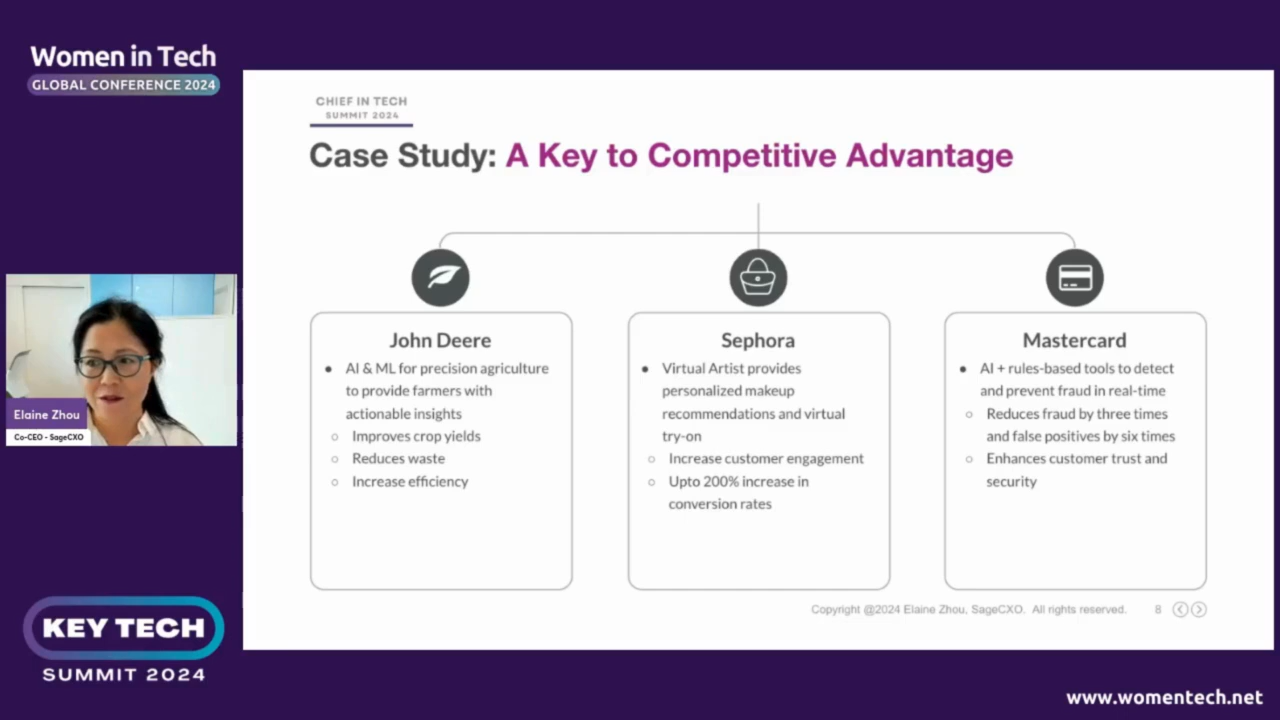 Women in Tech
GLOBAL CONFERENCE 2024
CHIEF IN TECH
SUMMIT 2024
Case Study: A Key to Competitive Advantage
John Deere
• AI & ML for precision agriculture
to provide farmers with
actionable insights
○ Improves crop yields
○ Reduces waste
○ Increase efficiency
Sephora
• Virtual Artist provides
personalized makeup
recommendations and virtual
try-on
○ Increase customer engagement
○ Upto 200% increase in
conversion rates
Mastercard
• AI + rules-based tools to detect
and prevent fraud in real-time
○ Reduces fraud by three times
and false positives by six times
○ Enhances customer trust and
security
Copyright @2024 Elaine Zhou, SageCXO. All rights reserved.
8
Elaine Zhou
Co-CEO - SageCXO
KEY TECH
SUMMIT 2024
www.womentech.net